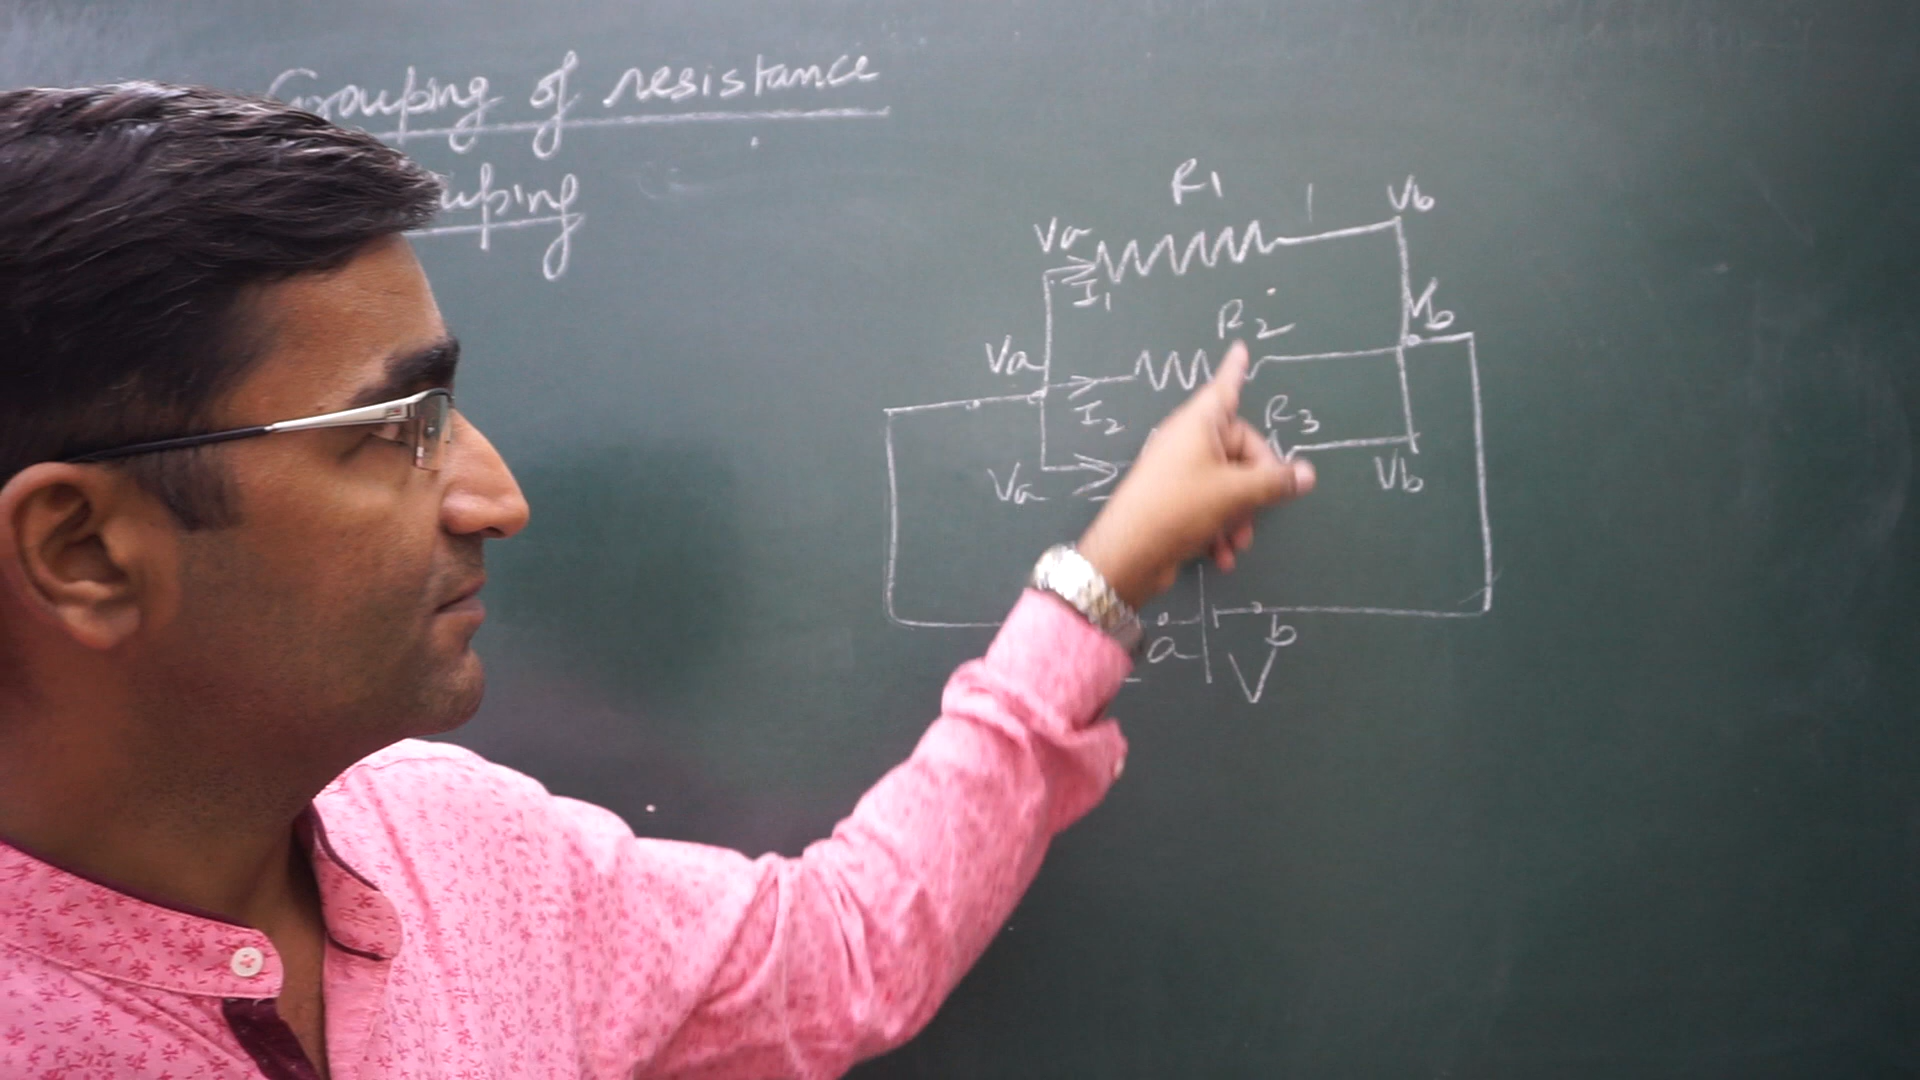 Grouping of resistance
R1
Vb
Va
I1
R2
Vb
Va
I2
R3
Va
Vb
a
b
V